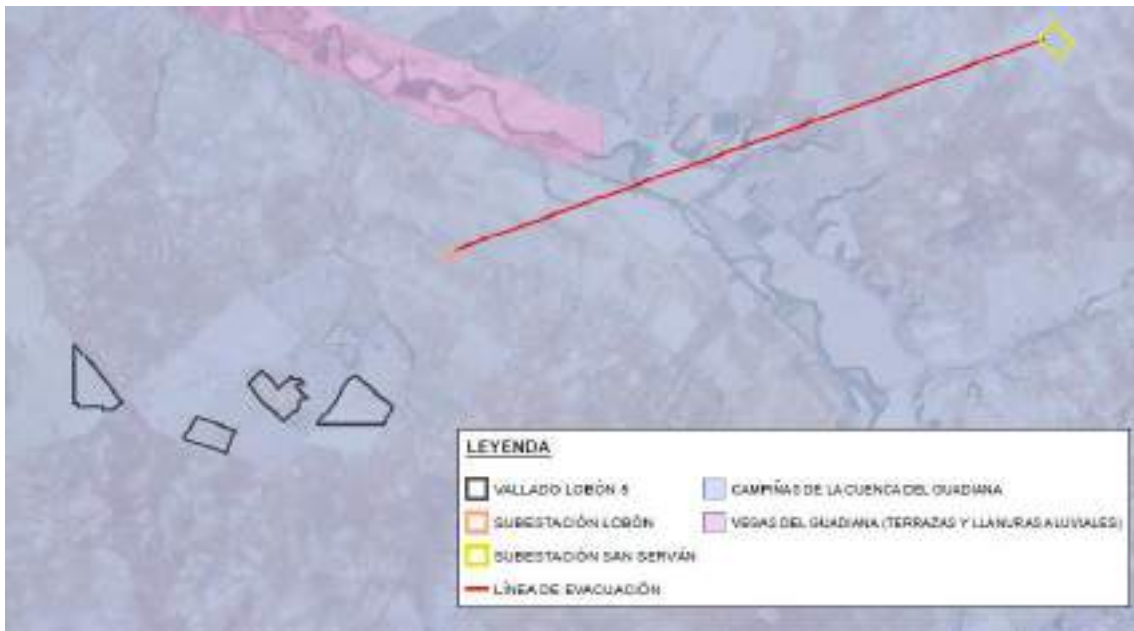 LEYENDA
VALLADO LOBÓN 5
SUBESTACIÓN LOBÓN
SUBESTACIÓN SAN SERVÁN
LÍNEA DE EVACUACIÓN
CAMPIÑAS DE LA CUENCA DEL GUADIANA
VEGAS DEL GUADIANA (TERRAZAS Y LLANURAS ALUVIALES)